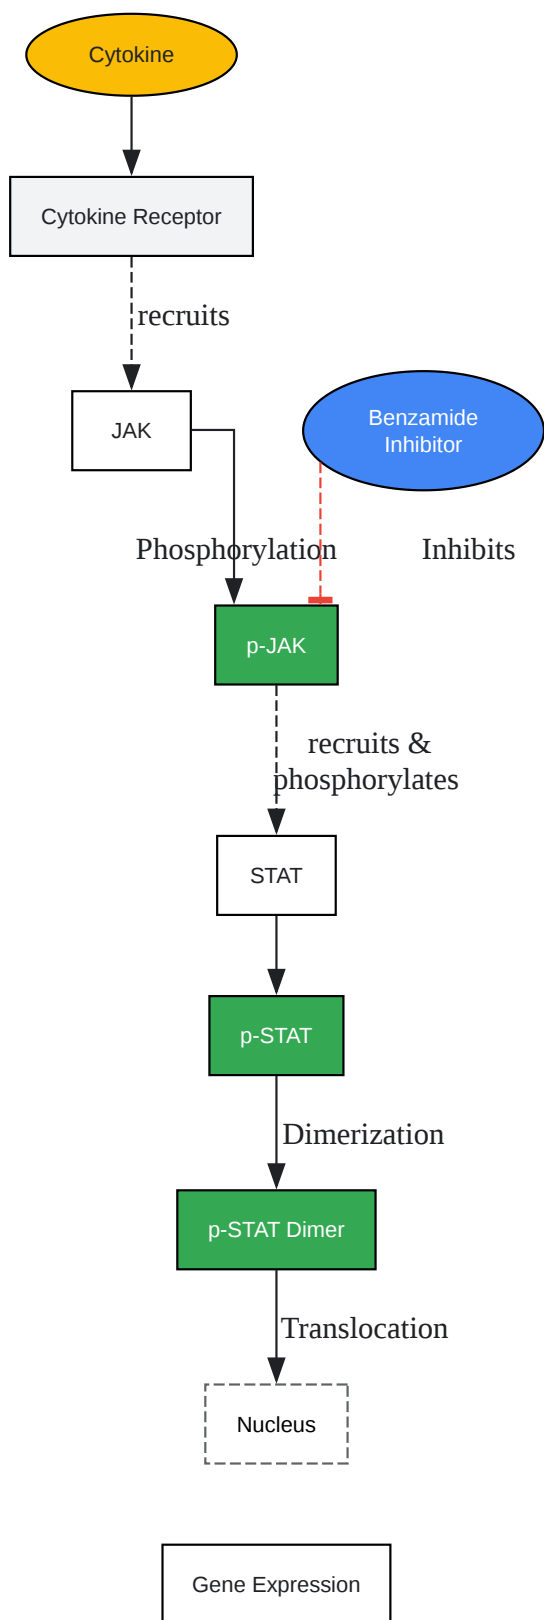 Cytokine
Cytokine Receptor
recruits
JAK
Benzamide
Inhibitor
Phosphorylation
Inhibits
p-JAK
recruits &
phosphorylates
STAT
p-STAT
Dimerization
p-STAT Dimer
Translocation
Nucleus
Gene Expression